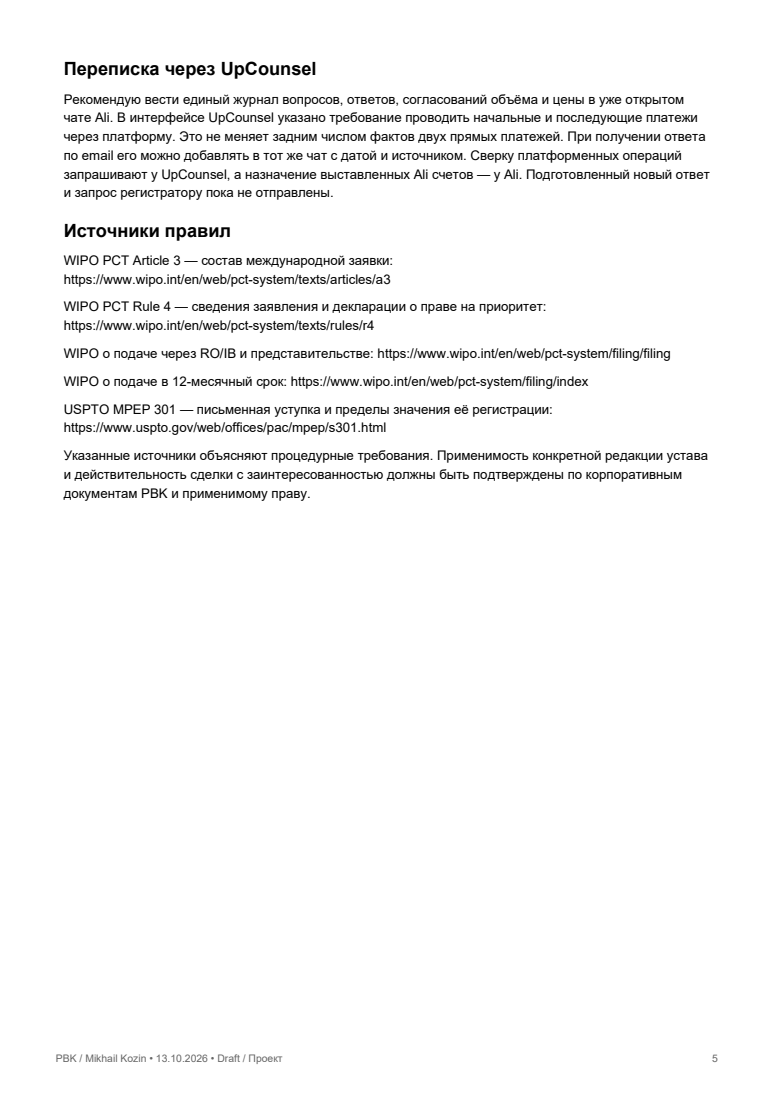 Переписка через UpCounsel
Рекомендую вести единый журнал вопросов, ответов, согласований объёма и цены в уже открытом
чате Ali. В интерфейсе UpCounsel указано требование проводить начальные и последующие платежи
через платформу. Это не меняет задним числом фактов двух прямых платежей. При получении ответа
по email его можно добавлять в тот же чат с датой и источником. Сверку платформенных операций
запрашивают у UpCounsel, а назначение выставленных Ali счетов — у Ali. Подготовленный новый ответ
и запрос регистратору пока не отправлены.
Источники правил
WIPO PCT Article 3 — состав международной заявки:
https://www.wipo.int/en/web/pct-system/texts/articles/a3
WIPO PCT Rule 4 — сведения заявления и декларации о праве на приоритет:
https://www.wipo.int/en/web/pct-system/texts/rules/r4
WIPO о подаче через RO/IB и представительстве: https://www.wipo.int/en/web/pct-system/filing/filing
WIPO о подаче в 12-месячный срок: https://www.wipo.int/en/web/pct-system/filing/index
USPTO MPEP 301 — письменная уступка и пределы значения её регистрации:
https://www.uspto.gov/web/offices/pac/mpep/s301.html
Указанные источники объясняют процедурные требования. Применимость конкретной редакции устава
и действительность сделки с заинтересованностью должны быть подтверждены по корпоративным
документам PBK и применимому праву.
PBK / Mikhail Kozin • 13.10.2026 • Draft / Проект
5